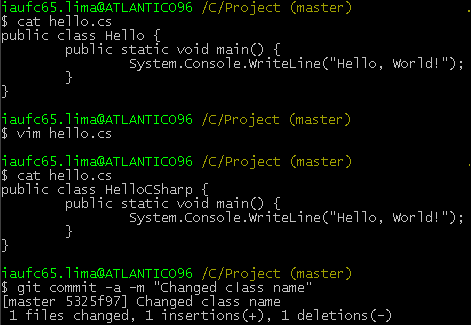 iaufc65.lima@ATLANTICO96 /C/Project (master)
$ cat hello.cs
public class Hello {
        public static void main() {
                System.Console.WriteLine("Hello, World!");
        }
}

iaufc65.lima@ATLANTICO96 /C/Project (master)
$ vim hello.cs

iaufc65.lima@ATLANTICO96 /C/Project (master)
$ cat hello.cs
public class HelloCSharp {
        public static void main() {
                System.Console.WriteLine("Hello, World!");
        }
}

iaufc65.lima@ATLANTICO96 /C/Project (master)
$ git commit -a -m "Changed class name"
[master 5325f97] Changed class name
 1 files changed, 1 insertions(+), 1 deletions(-)